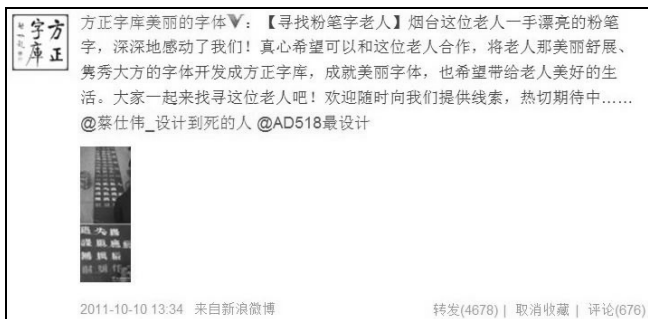 方正
字库
方正字库美丽的字体V：【寻找粉笔字老人】烟台这位老人一手漂亮的粉笔
字，深深地感动了我们！真心希望可以和这位老人合作，将老人那美丽舒展、
隽秀大方的字体开发成方正字库，成就美丽字体，也希望带给老人美好的生
活。大家一起来找寻这位老人吧！欢迎随时向我们提供线索，热切期待中……
@蔡仕伟_设计到死的人 @AD518最设计
2011-10-10 13:34 来自新浪微博
转发(4678) | 取消收藏 | 评论(676)